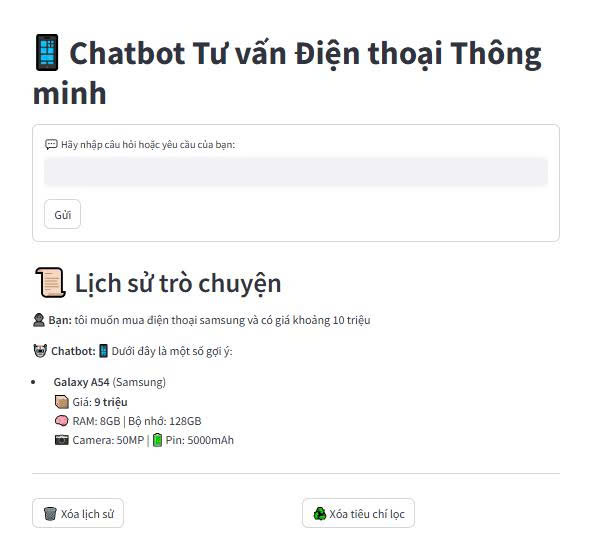 📱 Chatbot Tư vấn Điện thoại Thông
minh
💬 Hãy nhập câu hỏi hoặc yêu cầu của bạn:
Gửi
📜 Lịch sử trò chuyện
Bạn: tôi muốn mua điện thoại samsung và có giá khoảng 10 triệu
Chatbot: 📱 Dưới đây là một số gợi ý:
• Galaxy A54 (Samsung)
📦 Giá: 9 triệu
🧠 RAM: 8GB | Bộ nhớ: 128GB
📷 Camera: 50MP | 🔋 Pin: 5000mAh
🗑️ Xóa lịch sử
♻️ Xóa tiêu chí lọc